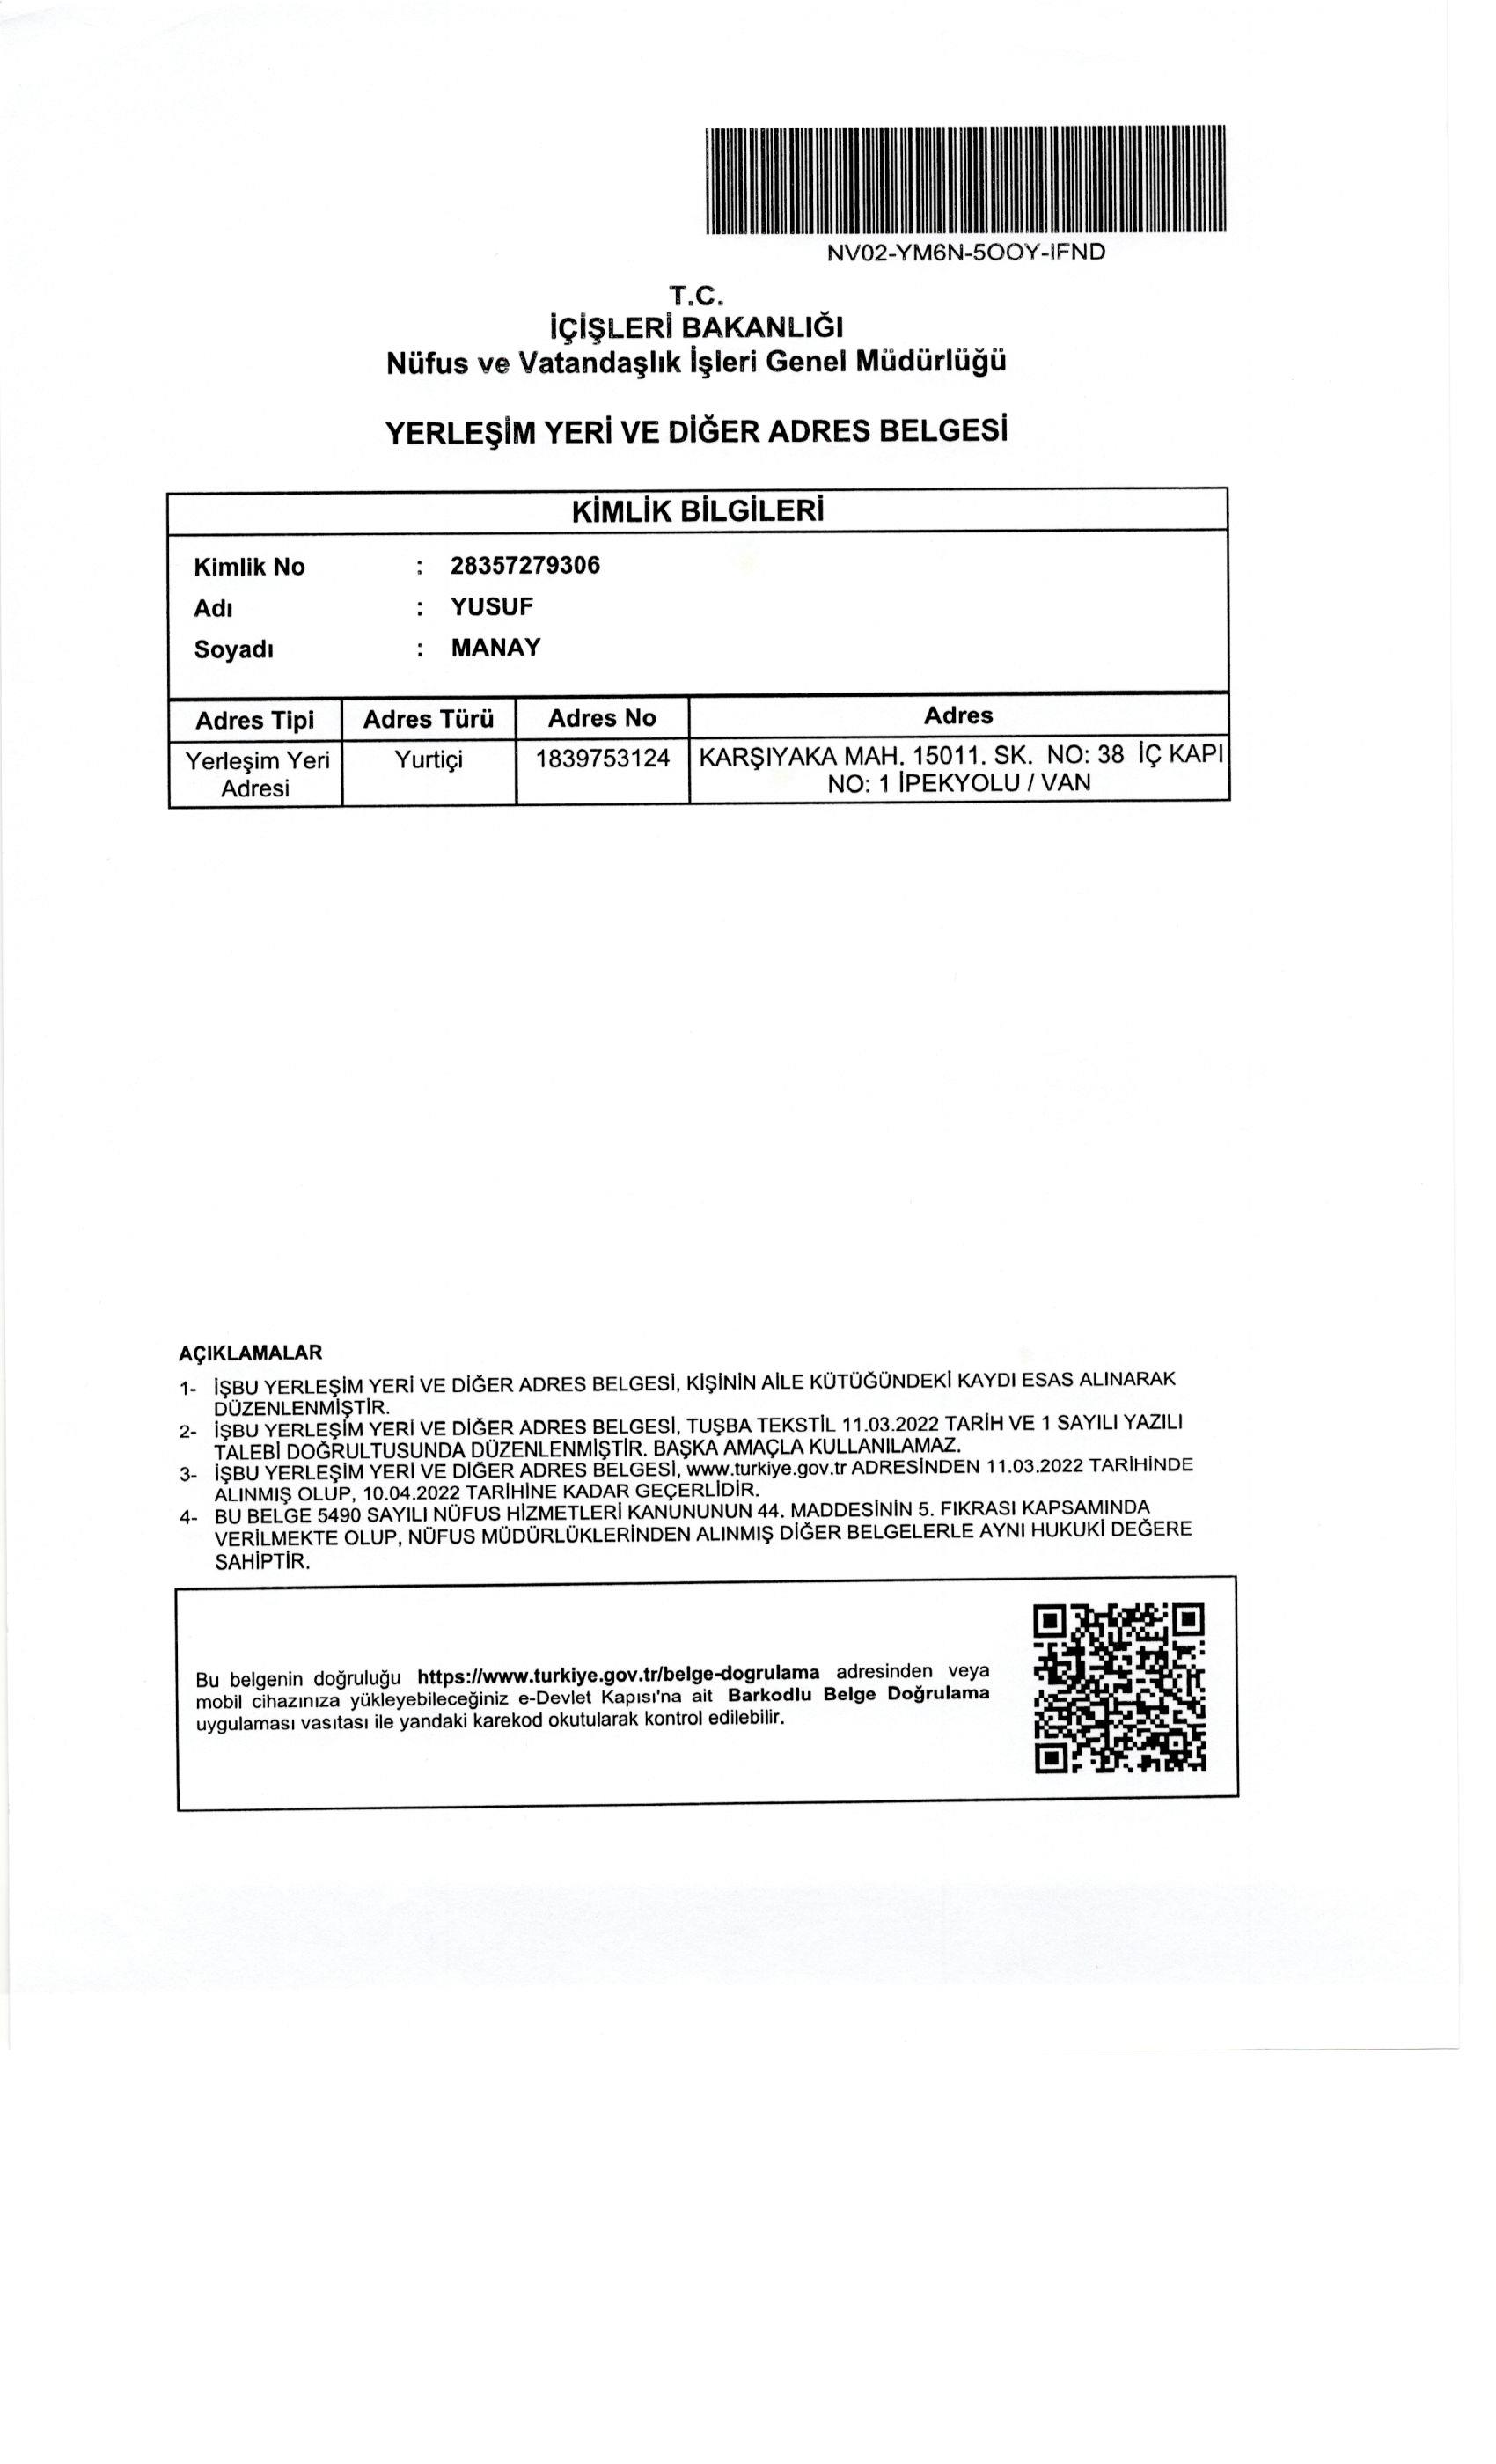 NV02-YM6N-5OOY-IFND
T.C.
İÇİŞLERİ BAKANLIĞI
Nüfus ve Vatandaşlık İşleri Genel Müdürlüğü
YERLEŞİM YERİ VE DİĞER ADRES BELGESİ
KİMLİK BİLGİLERİ
Kimlik No : 28357279306
Adı : YUSUF
Soyadı : MANAY
Adres Tipi Adres Türü Adres No Adres
Yerleşim Yeri Yurtiçi 1839753124 KARŞIYAKA MAH. 15011. SK. NO: 38 İÇ KAPI
Adresi NO: 1 İPEKYOLU / VAN
AÇIKLAMALAR
1- İŞBU YERLEŞİM YERİ VE DİĞER ADRES BELGESİ, KİŞİNİN AİLE KÜTÜĞÜNDEKİ KAYDI ESAS ALINARAK
DÜZENLENMİŞTİR.
2- İŞBU YERLEŞİM YERİ VE DİĞER ADRES BELGESİ, TUŞBA TEKSTİL 11.03.2022 TARİH VE 1 SAYILI YAZILI
TALEBİ DOĞRULTUSUNDA DÜZENLENMİŞTİR. BAŞKA AMAÇLA KULLANILAMAZ.
3- İŞBU YERLEŞİM YERİ VE DİĞER ADRES BELGESİ, www.turkiye.gov.tr ADRESİNDEN 11.03.2022 TARİHİNDE
ALINMIŞ OLUP, 10.04.2022 TARİHİNE KADAR GEÇERLİDİR.
4- BU BELGE 5490 SAYILI NÜFUS HİZMETLERİ KANUNUNUN 44. MADDESİNİN 5. FIKRASI KAPSAMINDA
VERİLMEKTE OLUP, NÜFUS MÜDÜRLÜKLERİNDEN ALINMIŞ DİĞER BELGELERLE AYNI HUKUKİ DEĞERE
SAHİPTİR.
Bu belgenin doğruluğu https://www.turkiye.gov.tr/belge-dogrulama adresinden veya
mobil cihazınıza yükleyebileceğiniz e-Devlet Kapısı'na ait Barkodlu Belge Doğrulama
uygulaması vasıtası ile yandaki karekod okutularak kontrol edilebilir.